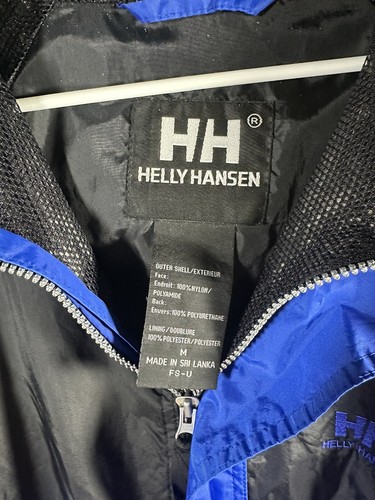 HH®
HELLY HANSEN
OUTER SHELL/EXTERIEUR
Face:
Endroit: 100%NYLON/
POLYAMIDE
Back:
Envers:100% POLYURETHANE
LINING/DOUBLURE
100%POLYESTER/POLYESTER
M
MADE IN SRI LANKA
FS-U
HH
HELLY HAN